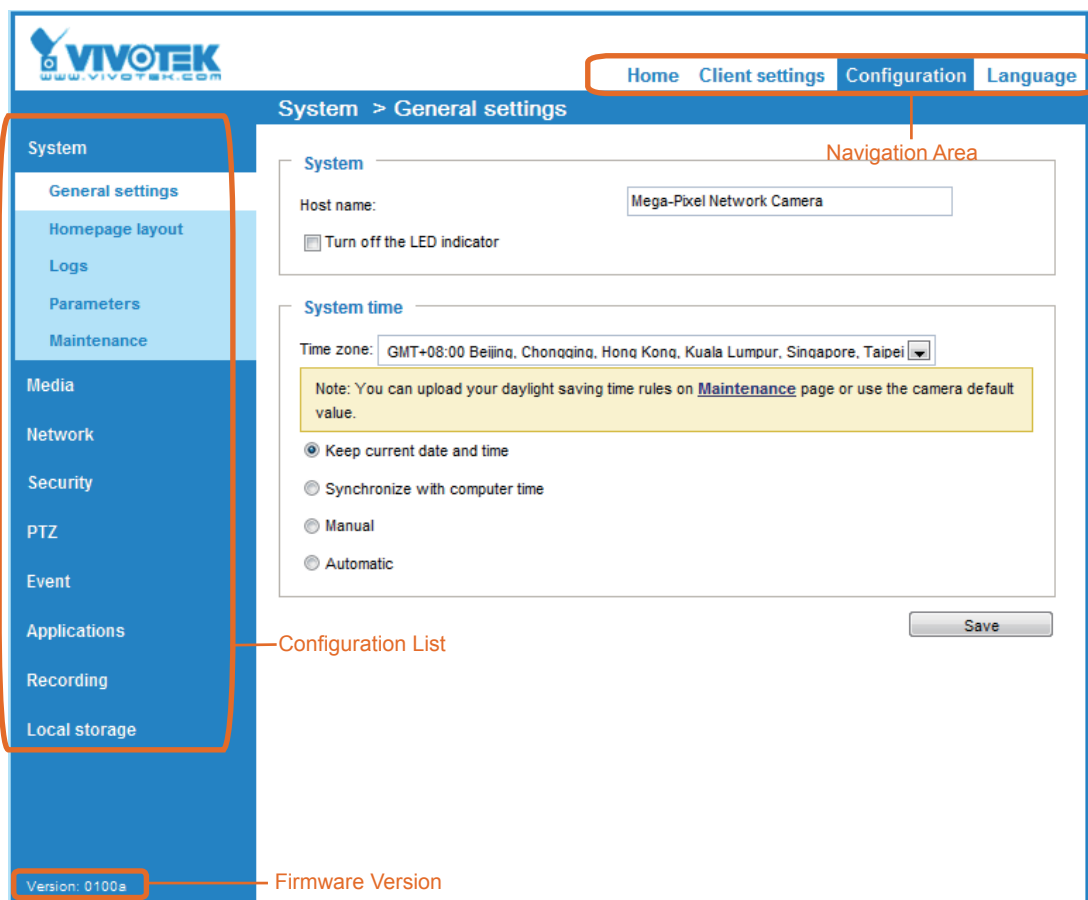 VIVOTEK
www.vivotek.com
Home Client settings Configuration Language
System > General settings
Navigation Area
System
General settings
Homepage layout
Logs
Parameters
Maintenance
Media
Network
Security
PTZ
Event
Applications
Recording
Local storage
Configuration List
Version: 0100a
Firmware Version
System
Host name: Mega-Pixel Network Camera
Turn off the LED indicator
System time
Time zone: GMT+08:00 Beijing, Chongqing, Hong Kong, Kuala Lumpur, Singapore, Taipei
Note: You can upload your daylight saving time rules on Maintenance page or use the camera default
value.
Keep current date and time
Synchronize with computer time
Manual
Automatic
Save